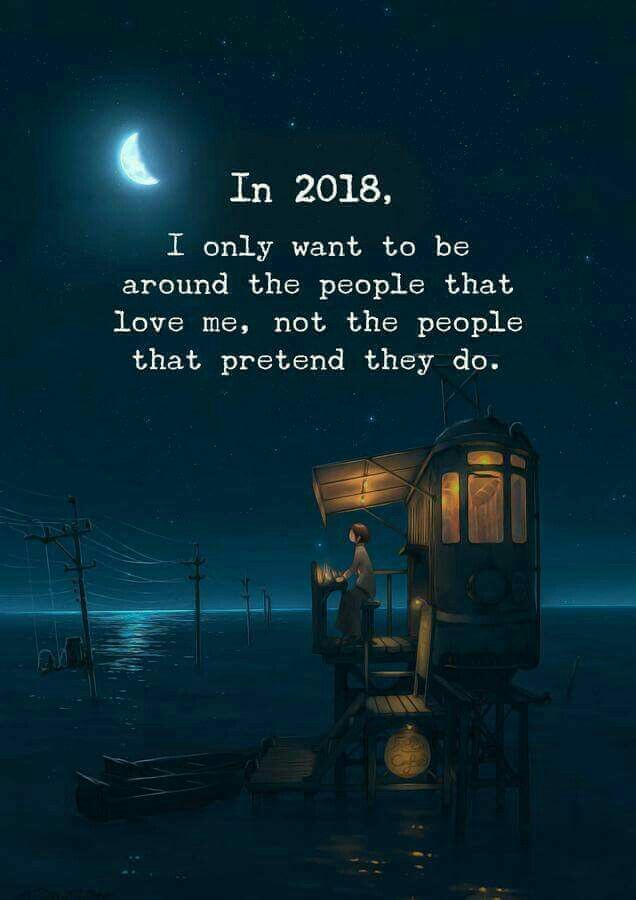 In 2018,
I only want to be
around the people that
love me, not the people
that pretend they do.